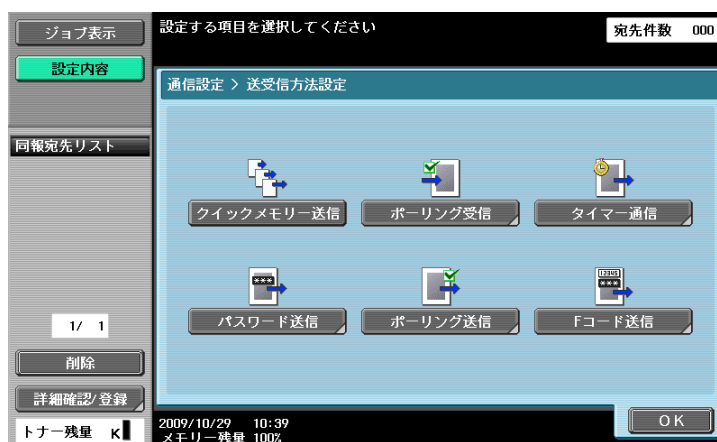 ジョブ表示
設定する項目を選択してください
宛先件数 000
設定内容
通信設定 > 送受信方法設定
同報宛先リスト
クイックメモリー送信
ポーリング受信
タイマー通信
パスワード送信
ポーリング送信
Fコード送信
12345
***
***
1/ 1
削除
詳細確認/登録
トナー残量 K
2009/10/29 10:39
メモリー残量 100%
OK